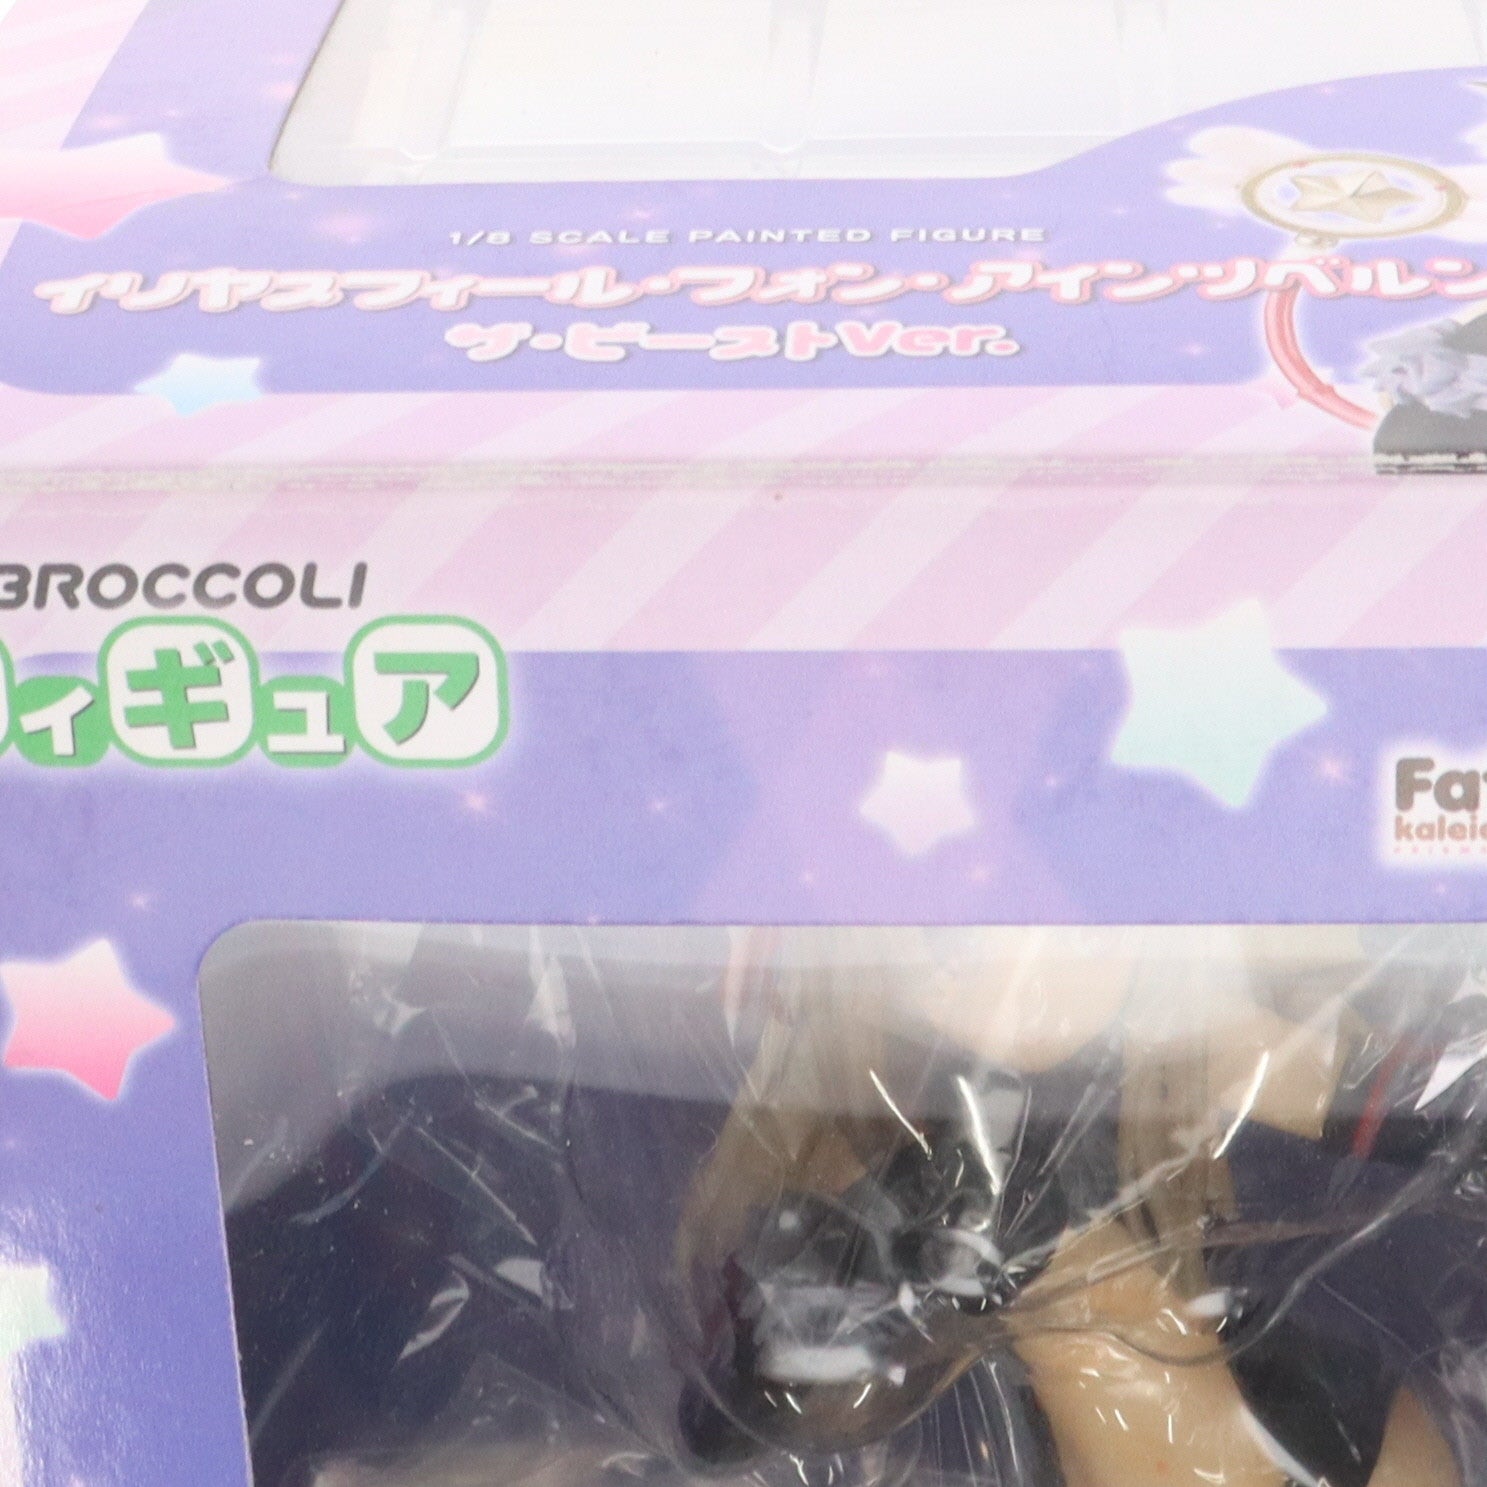 1/8 SCALE PAINTED FIGURE
イリヤスフィール・フォン・アインツベルン
ザ・ビーストVer.
BROCCOLI
ィギュア
Fa
kalei